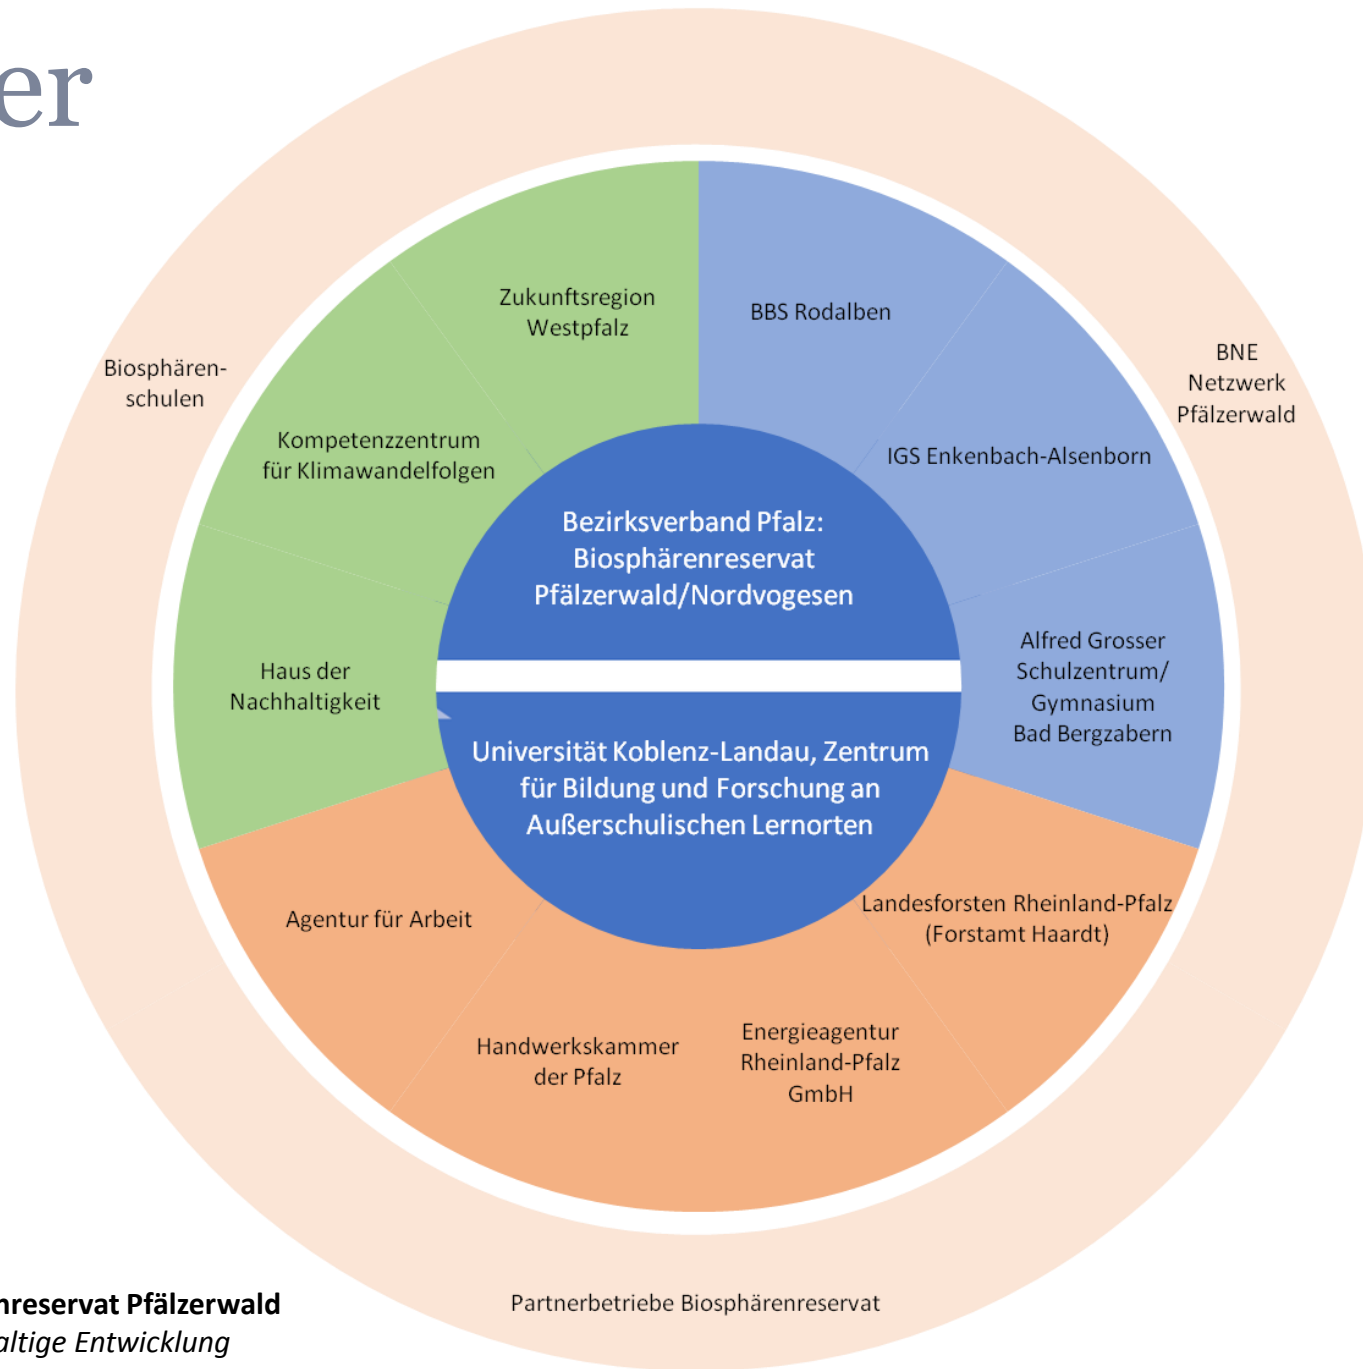 er
Zukunftsregion
Westpfalz
BBS Rodalben
Biosphären-
schulen
BNE
Netzwerk
Pfälzerwald
Kompetenzzentrum
für Klimawandelfolgen
IGS Enkenbach-Alsenborn
Bezirksverband Pfalz:
Biosphärenreservat
Pfälzerwald/Nordvogesen
Haus der
Nachhaltigkeit
Alfred Grosser
Schulzentrum/
Gymnasium
Bad Bergzabern
Universität Koblenz-Landau, Zentrum
für Bildung und Forschung an
Außerschulischen Lernorten
Agentur für Arbeit
Landesforsten Rheinland-Pfalz
(Forstamt Haardt)
Handwerkskammer
der Pfalz
Energieagentur
Rheinland-Pfalz
GmbH
Partnerbetriebe Biosphärenreservat
nreservat Pfälzerwald
altige Entwicklung